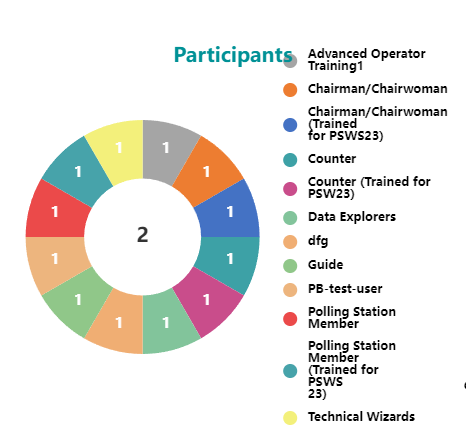 Participants
Advanced Operator
Training1
Chairman/Chairwoman
Chairman/Chairwoman
(Trained
for PSWS23)
Counter
Counter (Trained for
PSW23)
Data Explorers
dfg
Guide
PB-test-user
Polling Station
Member
Polling Station
Member
(Trained for
PSWS
23)
Technical Wizards
1
1
1
1
1
1
1
1
1
1
1
1
2